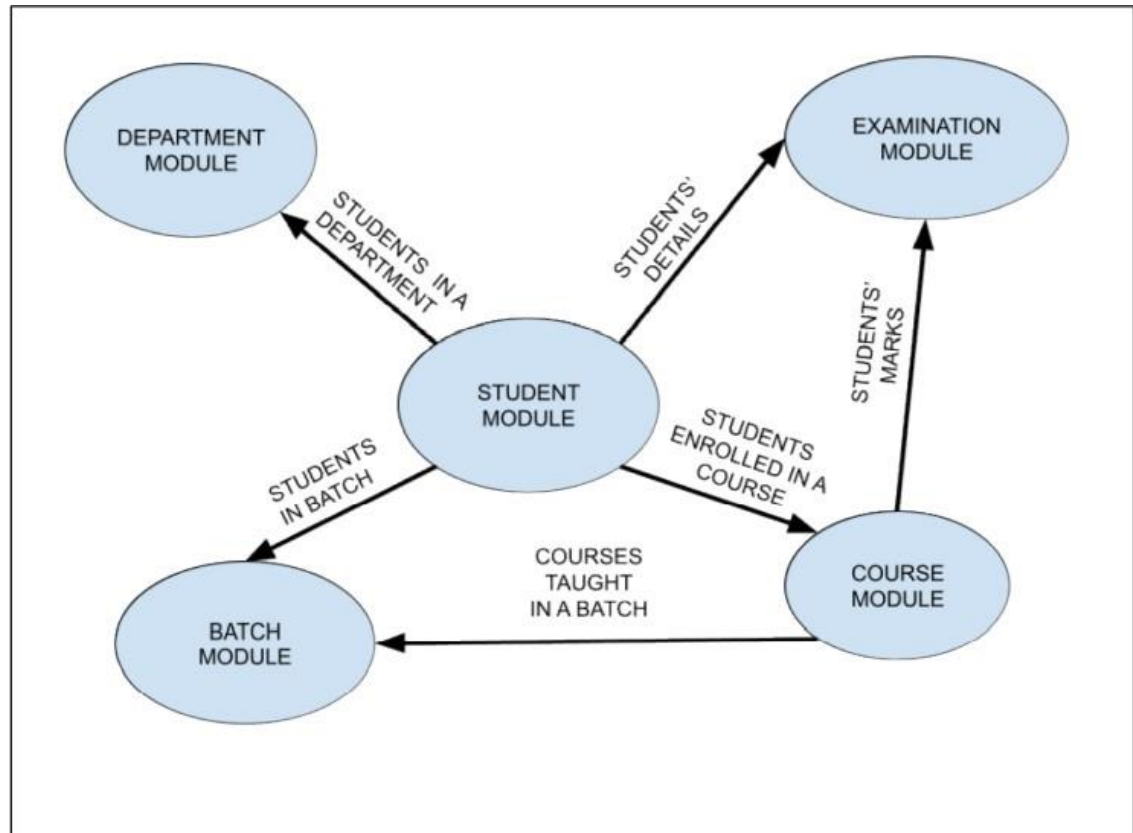 DEPARTMENT
MODULE
EXAMINATION
MODULE
STUDENTS IN A
DEPARTMENT
STUDENTS'
DETAILS
STUDENTS'
MARKS
STUDENT
MODULE
STUDENTS
ENROLLED IN A
COURSE
STUDENTS
IN BATCH
COURSES
TAUGHT
IN A BATCH
COURSE
MODULE
BATCH
MODULE